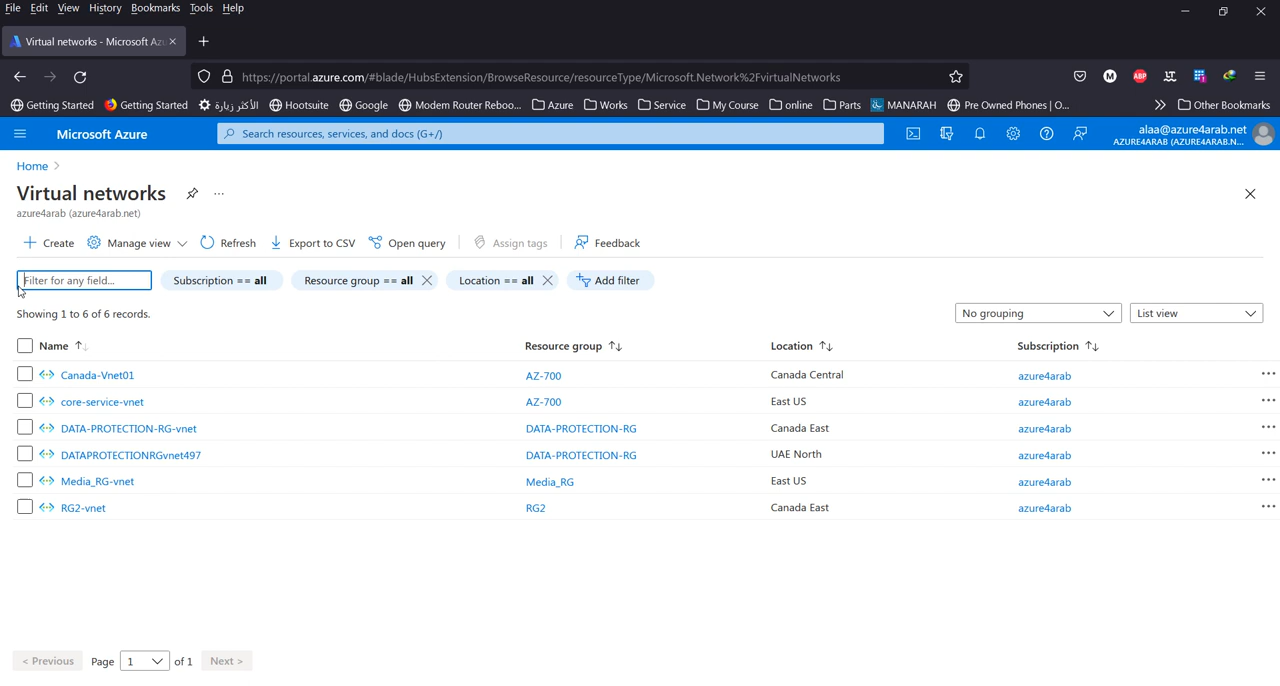 File Edit View History Bookmarks Tools Help
Virtual networks - Microsoft Az
https://portal.azure.com/#blade/HubsExtension/BrowseResource/resourceType/Microsoft.Network%2FvirtualNetworks
Getting Started Getting Started الأكثر زيارة Hootsuite Google Modem Router Reboo... Azure Works Service My Course online Parts MANARAH Pre Owned Phones | O... Other Bookmarks
Microsoft Azure Search resources, services, and docs (G+/) alaa@azure4arab.net
AZURE4ARAB (AZURE4ARAB.N...
Home >
Virtual networks ...
azure4arab (azure4arab.net)
Create Manage view Refresh Export to CSV Open query Assign tags Feedback
Filter for any field... Subscription == all Resource group == all Location == all Add filter
Showing 1 to 6 of 6 records. No grouping List view
Name Resource group Location Subscription
Canada-Vnet01 AZ-700 Canada Central azure4arab
core-service-vnet AZ-700 East US azure4arab
DATA-PROTECTION-RG-vnet DATA-PROTECTION-RG Canada East azure4arab
DATAPROTECTIONRGvnet497 DATA-PROTECTION-RG UAE North azure4arab
Media_RG-vnet Media_RG East US azure4arab
RG2-vnet RG2 Canada East azure4arab
< Previous Page 1 of 1 Next >